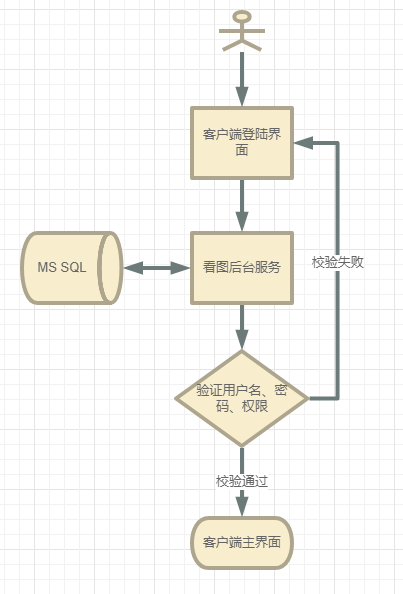 客户端登陆界
面
MS SQL
看图后台服务
校验失败
验证用户名、密
码、权限
校验通过
客户端主界面